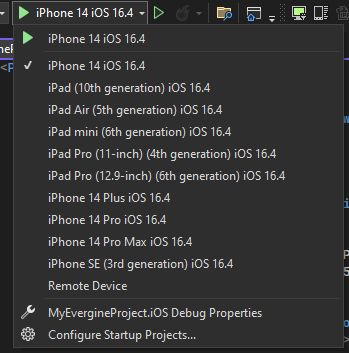 iPhone 14 iOS 16.4
iPhone 14 iOS 16.4
iPhone 14 iOS 16.4
iPad (10th generation) iOS 16.4
iPad Air (5th generation) iOS 16.4
iPad mini (6th generation) iOS 16.4
iPad Pro (11-inch) (4th generation) iOS 16.4
iPad Pro (12.9-inch) (6th generation) iOS 16.4
iPhone 14 Plus iOS 16.4
iPhone 14 Pro iOS 16.4
iPhone 14 Pro Max iOS 16.4
iPhone SE (3rd generation) iOS 16.4
Remote Device
MyEvergineProject.iOS Debug Properties
Configure Startup Projects...